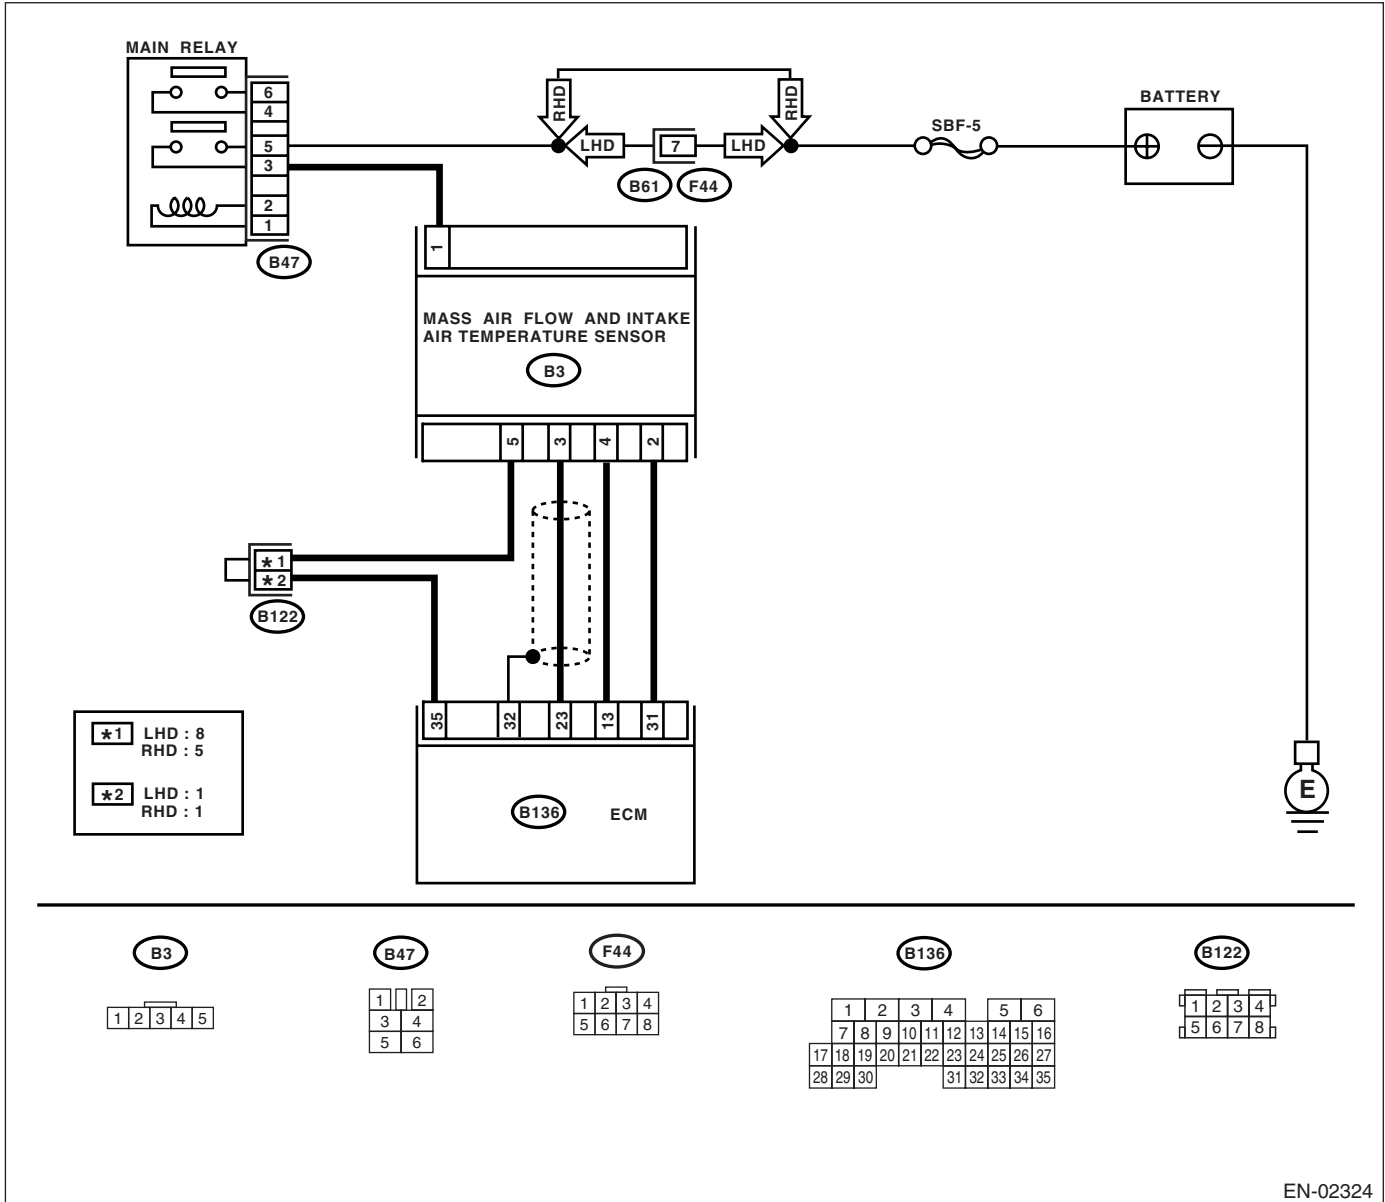 MAIN RELAY
6
4
5
3
2
1
B47
RHD
RHD
LHD
7
LHD
B61
F44
SBF-5
BATTERY
1
MASS AIR FLOW AND INTAKE
AIR TEMPERATURE SENSOR
B3
5
3
4
2
*1
*2
B122
35
32
23
13
31
B136
ECM
E
*1 LHD : 8
RHD : 5
*2 LHD : 1
RHD : 1
B3
1 2 3 4 5
B47
1 2
3 4
5 6
F44
1 2 3 4
5 6 7 8
B136
1 2 3 4 5 6
7 8 9 10 11 12 13 14 15 16
17 18 19 20 21 22 23 24 25 26 27
28 29 30 31 32 33 34 35
B122
1 2 3 4
5 6 7 8
EN-02324